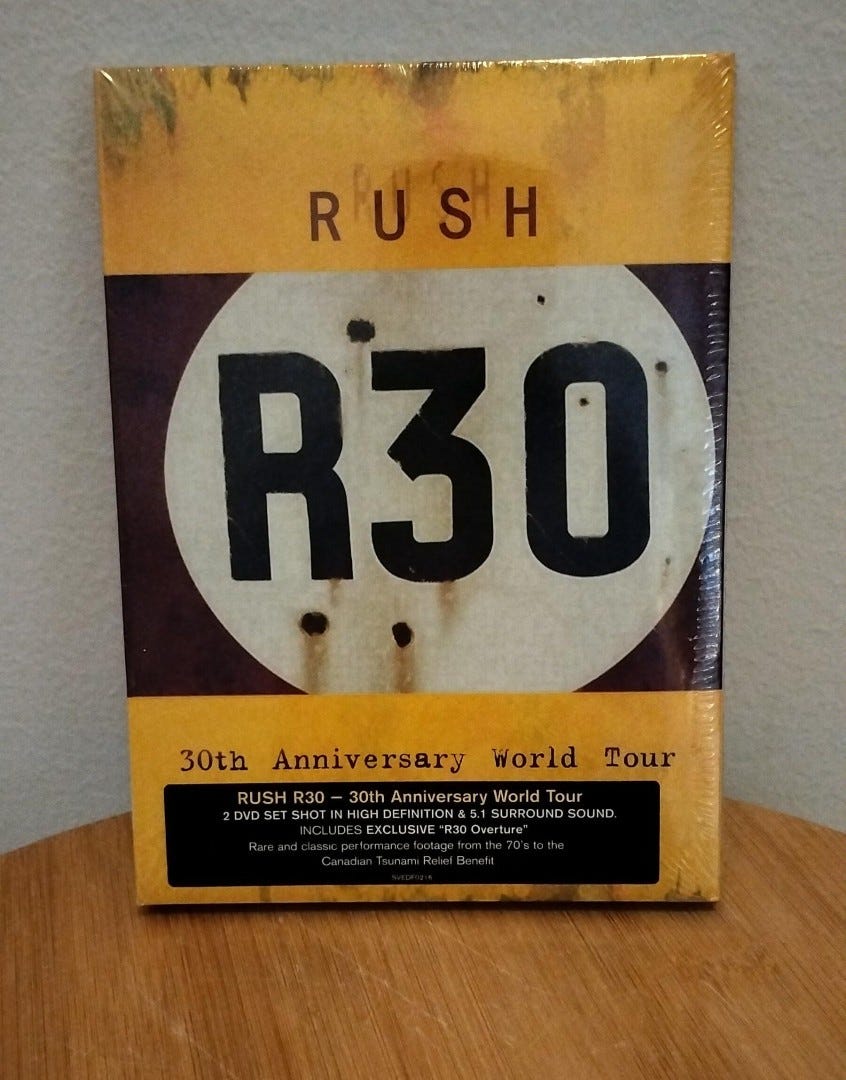 RUSH
R30
30th Anniversary World Tour
RUSH R30 – 30th Anniversary World Tour
2 DVD SET SHOT IN HIGH DEFINITION & 5.1 SURROUND SOUND.
INCLUDES EXCLUSIVE "R30 Overture"
Rare and classic performance footage from the 70's to the
Canadian Tsunami Relief Benefit